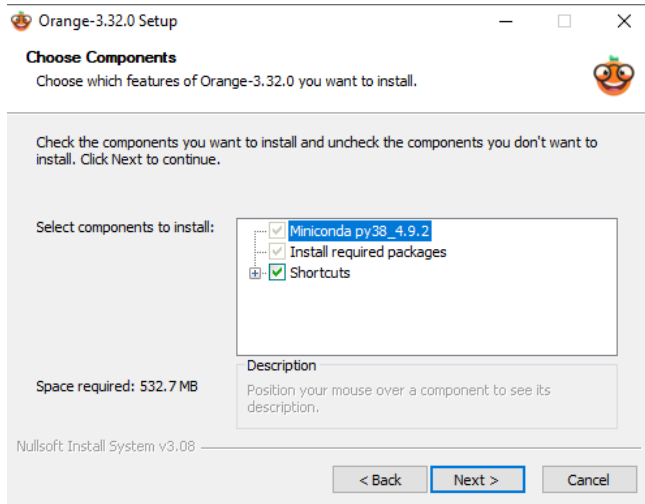 Orange-3.32.0 Setup
Choose Components
Choose which features of Orange-3.32.0 you want to install.
Check the components you want to install and uncheck the components you don't want to
install. Click Next to continue.
Select components to install:
Miniconda py38_4.9.2
Install required packages
Shortcuts
Space required: 532.7 MB
Description
Position your mouse over a component to see its
description.
Nullsoft Install System v3.08
< Back
Next >
Cancel